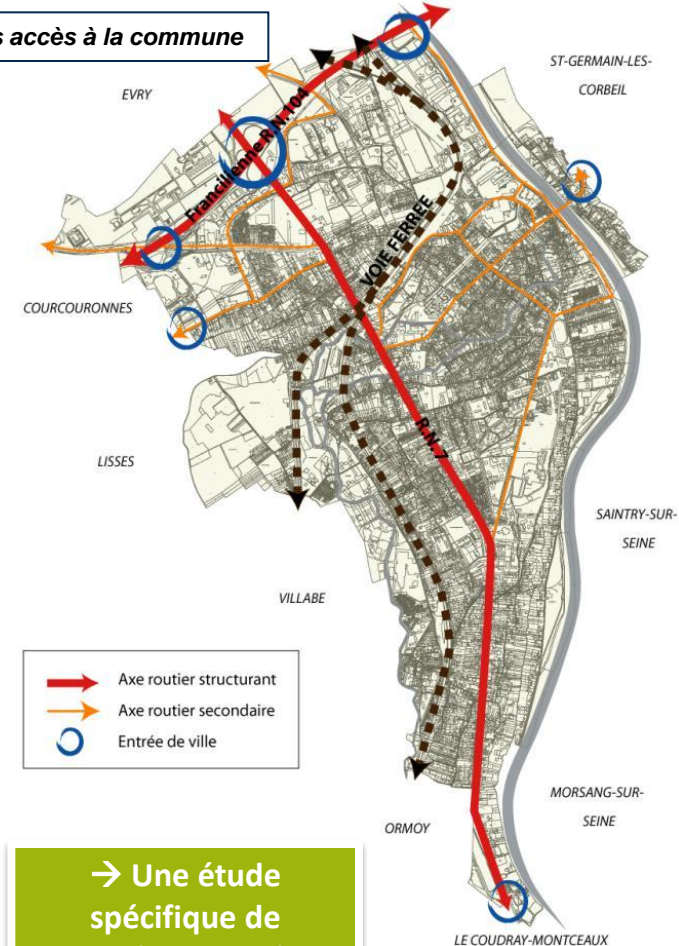 s accès à la commune
EVRY
ST-GERMAIN-LES-
CORBEIL
Francilienne R.N.104
VOIE FERREE
COURCOURONNES
LISSES
R.N.7
SAINTRY-SUR-
SEINE
VILLABE
Axe routier structurant
Axe routier secondaire
Entrée de ville
MORSANG-SUR-
SEINE
ORMOY
→ Une étude
spécifique de
LE COUDRAY-MONTCEAUX